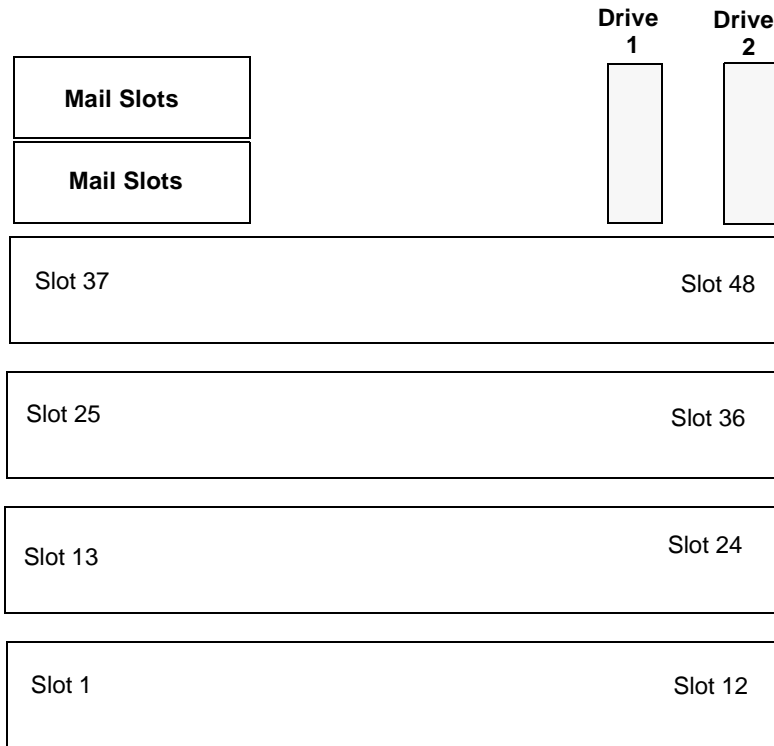 Drive
1
Drive
2
Mail Slots
Mail Slots
Slot 37
Slot 48
Slot 25
Slot 36
Slot 13
Slot 24
Slot 1
Slot 12